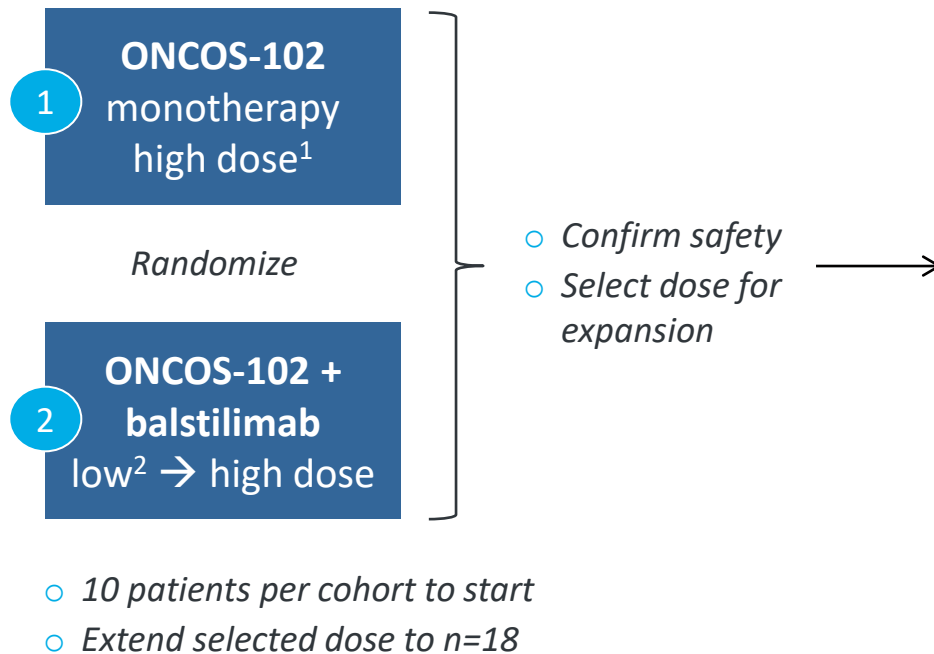 1
ONCOS-102
monotherapy
high dose¹
Randomize
2
ONCOS-102 +
balstilimab
low² → high dose
○ Confirm safety
○ Select dose for
expansion
○ 10 patients per cohort to start
○ Extend selected dose to n=18